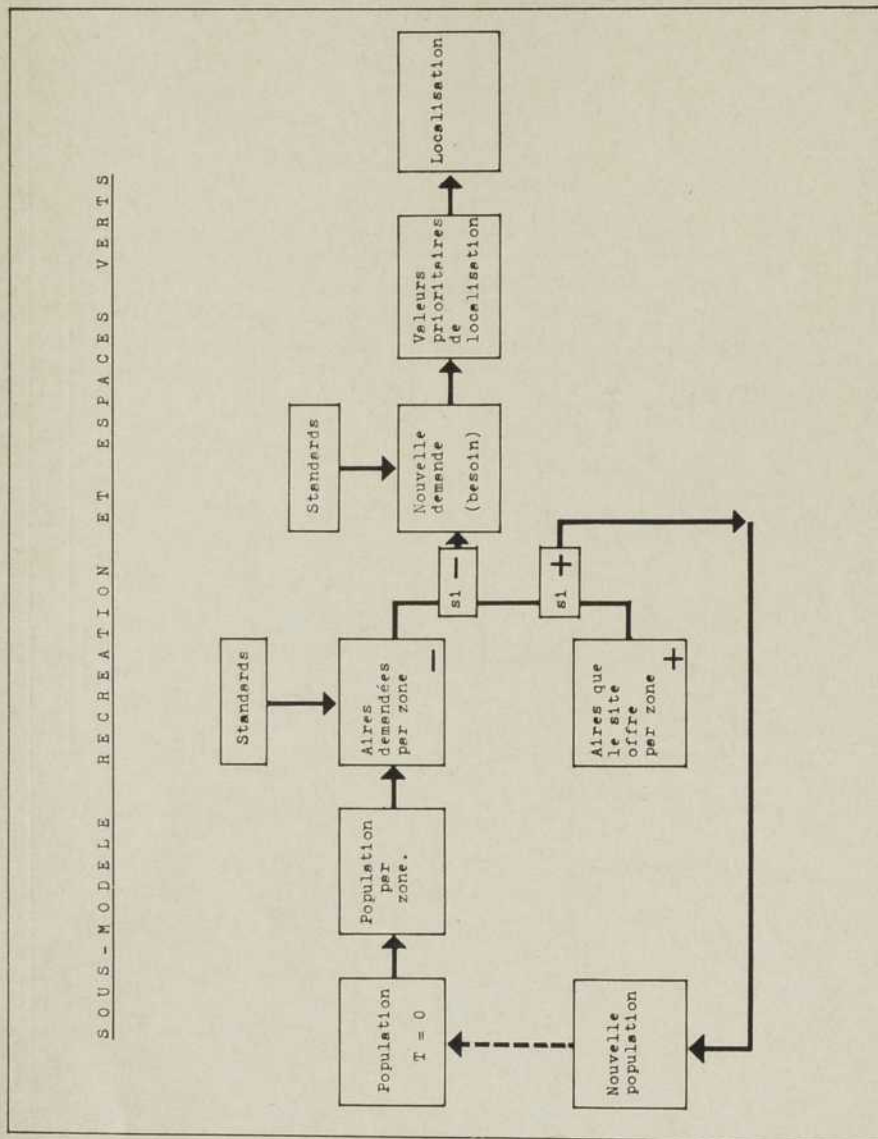 SOUS-MODELE RECREATION ET ESPACES VERTS
Population
T = 0
Population
par
zone.
Standards
Aires
demandées
par zone
−
si −
Standards
Nouvelle
demande
(besoin)
Valeurs
prioritaires
de
localisation
Localisation
Nouvelle
population
Aires que
le site
offre
par zone
+
si +